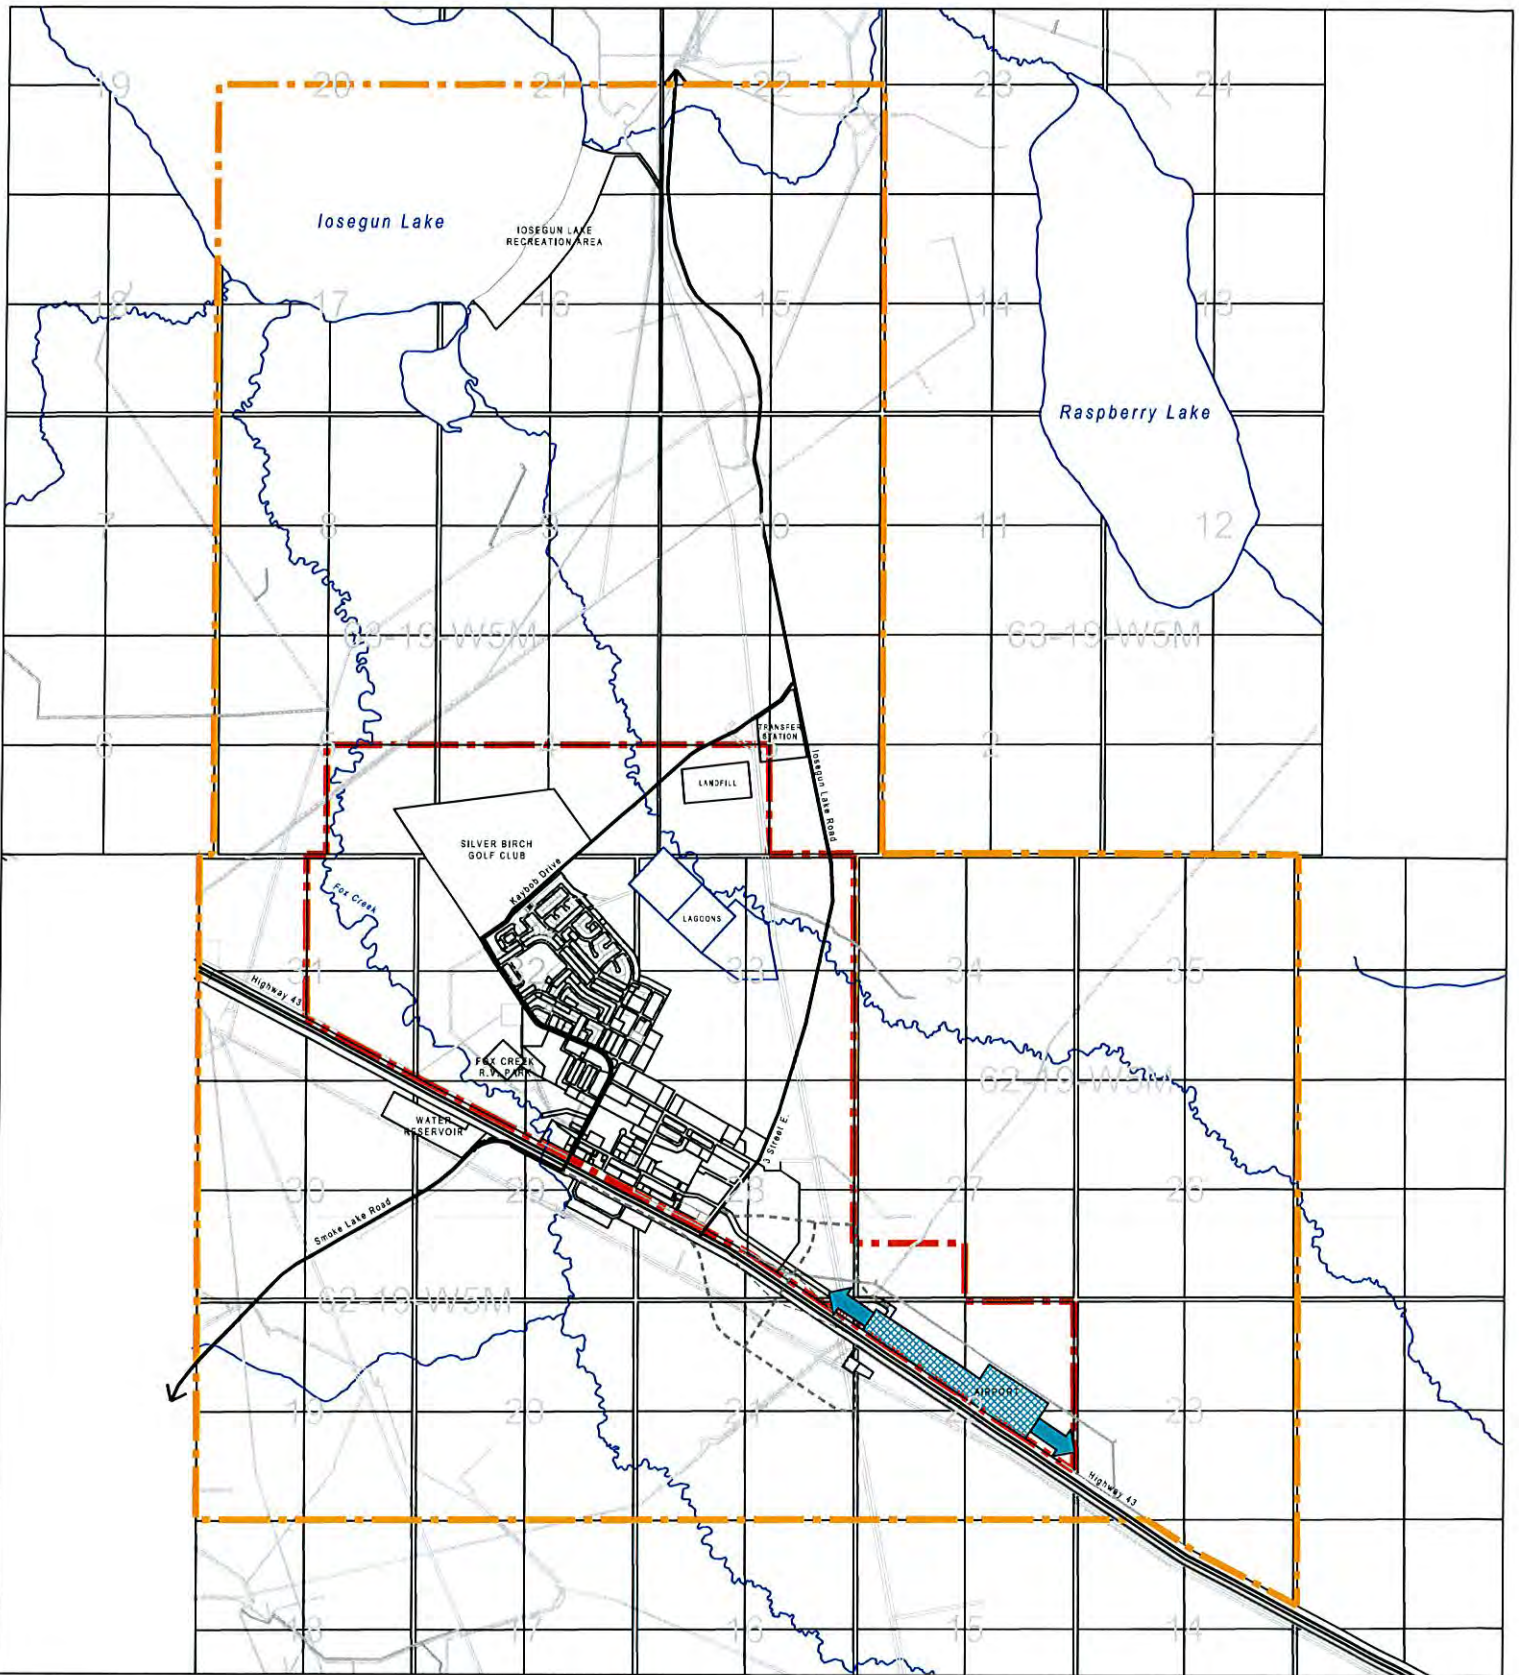 19
20
21
22
23
24
Iosegun Lake
IOSEGUN LAKE
RECREATION AREA
18
17
16
15
14
13
Raspberry Lake
7
8
9
10
11
12
63-19-W5M
63-19-W5M
TRANSFER
STATION
6
5
4
2
1
Iosegun Lake Road
LANDFILL
SILVER BIRCH
GOLF CLUB
Kaybob Drive
Fox Creek
LAGOONS
31
32
33
34
35
Highway 43
FOX CREEK
R.V. PARK
62-19-W5M
WATER
RESERVOIR
3 Street E.
30
29
28
27
26
Smoke Lake Road
62-19-W5M
AIRPORT
19
20
21
23
Highway 43
18
17
16
15
14